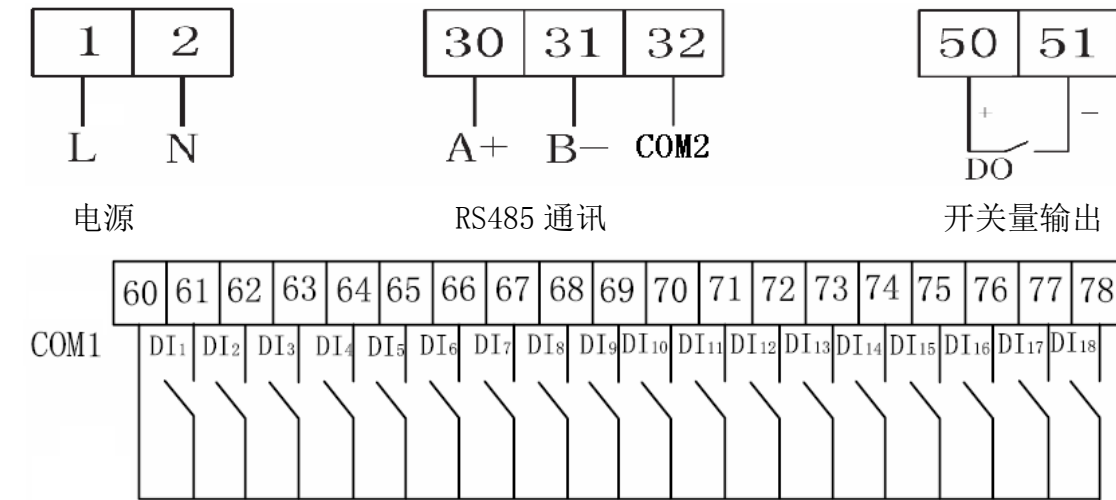 1 2
30 31 32
50 51
L N
A+ B− COM2
+ −
DO
电源
RS485 通讯
开关量输出
60 61 62 63 64 65 66 67 68 69 70 71 72 73 74 75 76 77 78
COM1 DI1 DI2 DI3 DI4 DI5 DI6 DI7 DI8 DI9 DI10 DI11 DI12 DI13 DI14 DI15 DI16 DI17 DI18